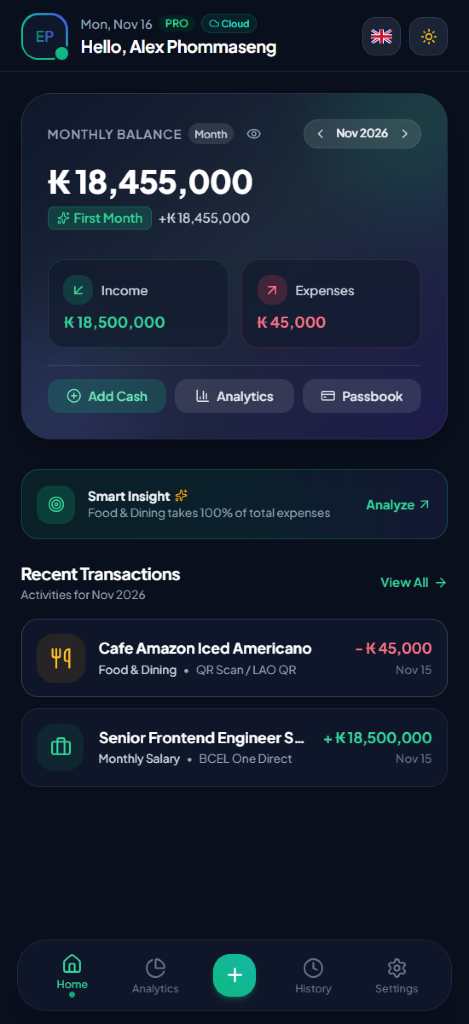 EP
Mon, Nov 16 PRO Cloud
Hello, Alex Phommaseng
MONTHLY BALANCE Month
Nov 2026
₭ 18,455,000
First Month +₭ 18,455,000
Income
₭ 18,500,000
Expenses
₭ 45,000
Add Cash
Analytics
Passbook
Smart Insight
Food & Dining takes 100% of total expenses
Analyze
Recent Transactions
Activities for Nov 2026
View All
Cafe Amazon Iced Americano
- ₭ 45,000
Food & Dining • QR Scan / LAO QR
Nov 15
Senior Frontend Engineer S...
+ ₭ 18,500,000
Monthly Salary • BCEL One Direct
Nov 15
Home
Analytics
History
Settings